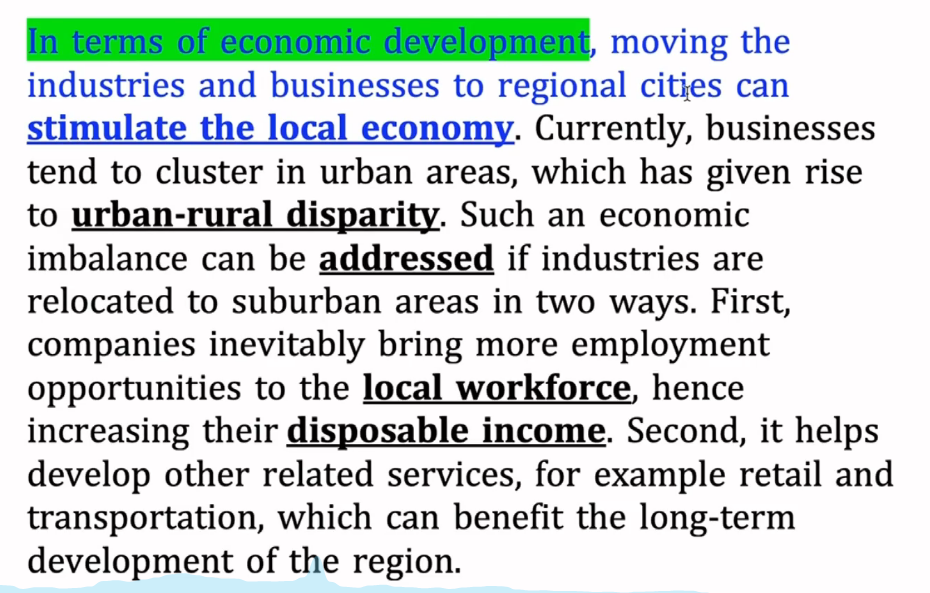 In terms of economic development, moving the
industries and businesses to regional cities can
stimulate the local economy. Currently, businesses
tend to cluster in urban areas, which has given rise
to urban-rural disparity. Such an economic
imbalance can be addressed if industries are
relocated to suburban areas in two ways. First,
companies inevitably bring more employment
opportunities to the local workforce, hence
increasing their disposable income. Second, it helps
develop other related services, for example retail and
transportation, which can benefit the long-term
development of the region.